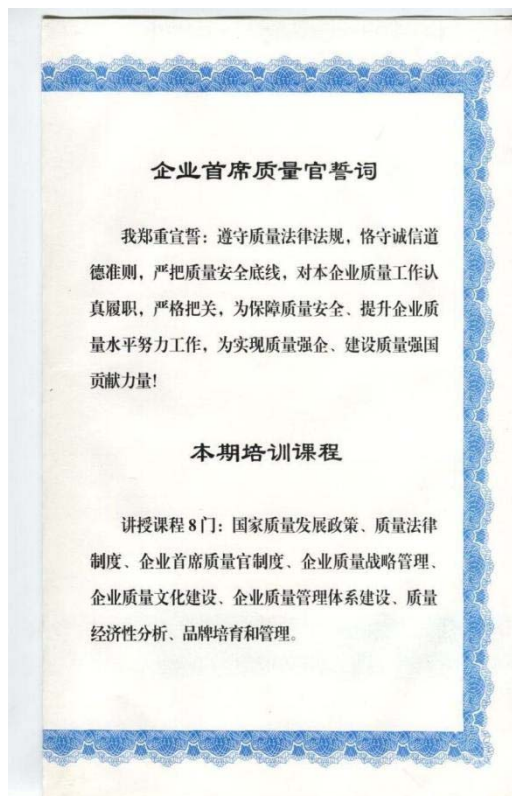 企业首席质量官誓词
我郑重宣誓：遵守质量法律法规，恪守诚信道
德准则，严把质量安全底线，对本企业质量工作认
真履职，严格把关，为保障质量安全、提升企业质
量水平努力工作，为实现质量强企、建设质量强国
贡献力量!
本期培训课程
讲授课程8门：国家质量发展政策、质量法律
制度、企业首席质量官制度、企业质量战略管理、
企业质量文化建设、企业质量管理体系建设、质量
经济性分析、品牌培育和管理。